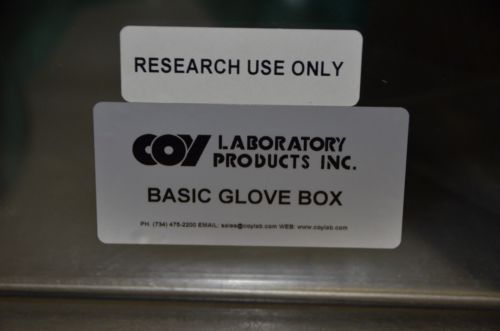 RESEARCH USE ONLY
COY LABORATORY
PRODUCTS INC.
BASIC GLOVE BOX
PH. (734) 475-2200 EMAIL: sales@coylab.com WEB: www.coylab.com